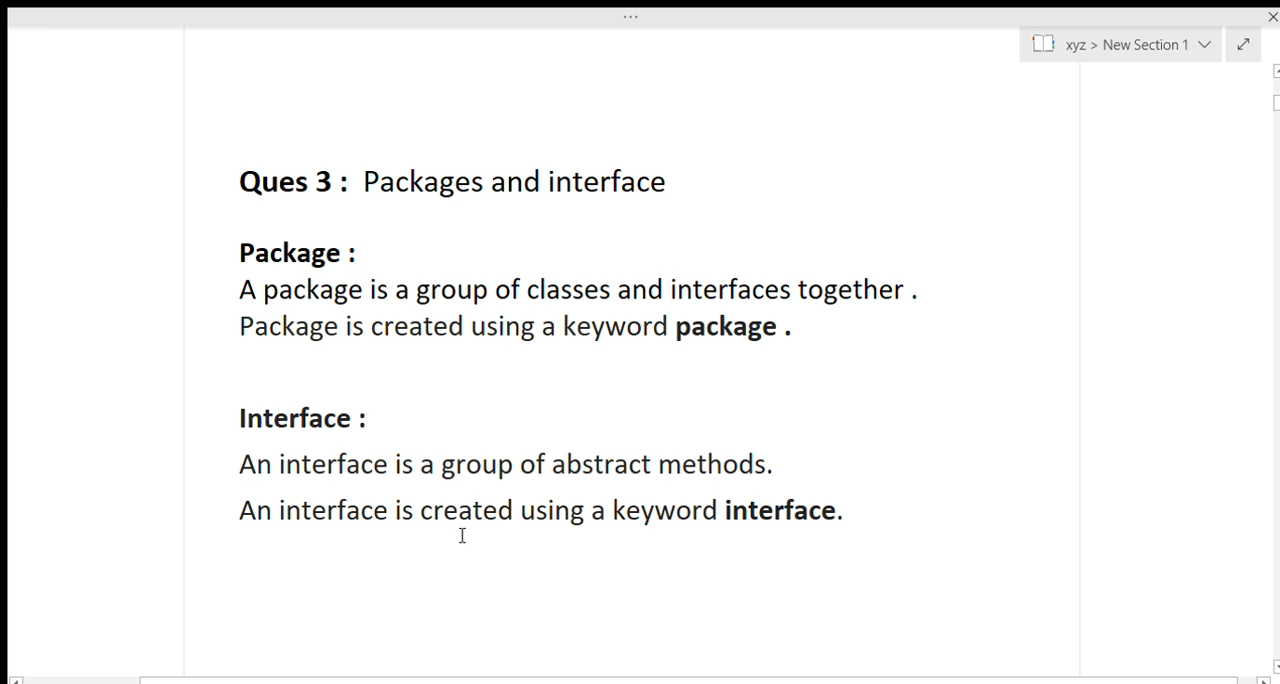 ...
xyz > New Section 1
Ques 3 : Packages and interface
Package :
A package is a group of classes and interfaces together .
Package is created using a keyword package .
Interface :
An interface is a group of abstract methods.
An interface is created using a keyword interface.